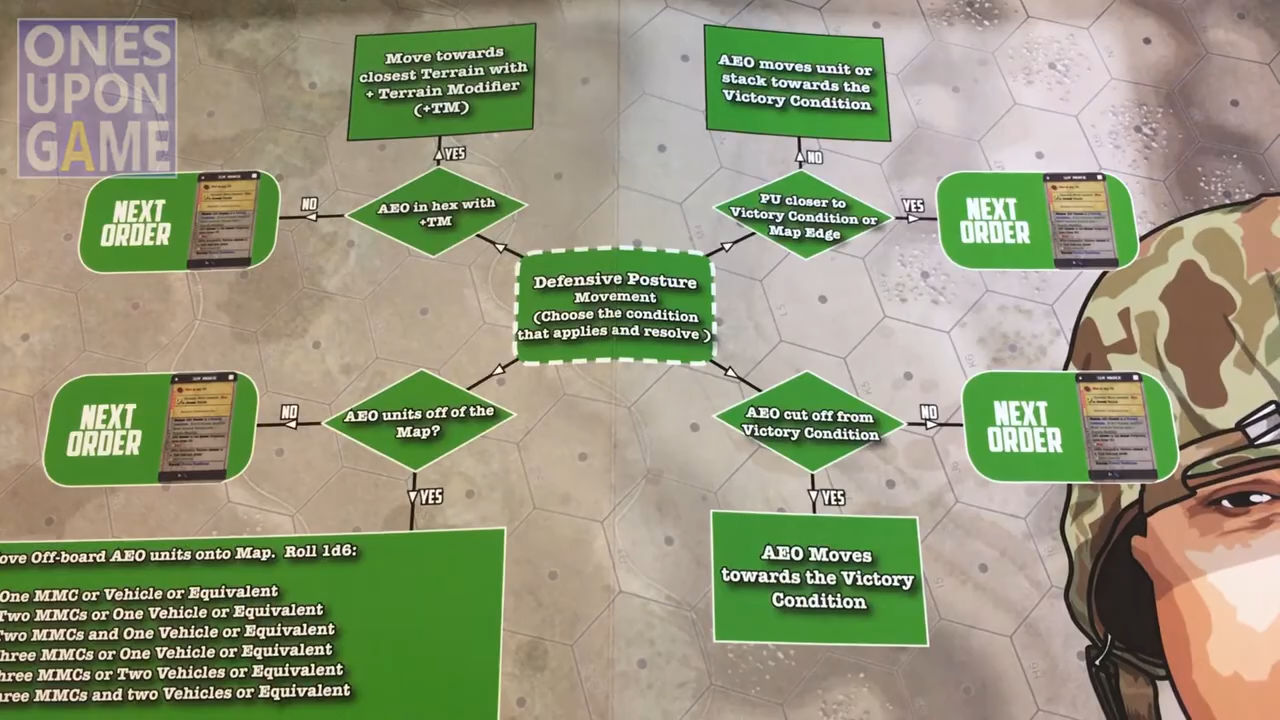 ONES
UPON
GAME
Move towards
closest Terrain with
+ Terrain Modifier
(+TM)
AEO moves unit or
stack towards the
Victory Condition
YES
NO
NEXT
ORDER
NO
AEO in hex with
+TM
PU closer to
Victory Condition or
Map Edge
YES
NEXT
ORDER
Defensive Posture
Movement
(Choose the condition
that applies and resolve )
NEXT
ORDER
NO
AEO units off of the
Map?
AEO cut off from
Victory Condition
NO
NEXT
ORDER
YES
YES
ove Off-board AEO units onto Map. Roll 1d6:
One MMC or Vehicle or Equivalent
Two MMCs or One Vehicle or Equivalent
Two MMCs and One Vehicle or Equivalent
hree MMCs or One Vehicle or Equivalent
hree MMCs or Two Vehicles or Equivalent
ree MMCs and two Vehicles or Equivalent
AEO Moves
towards the Victory
Condition